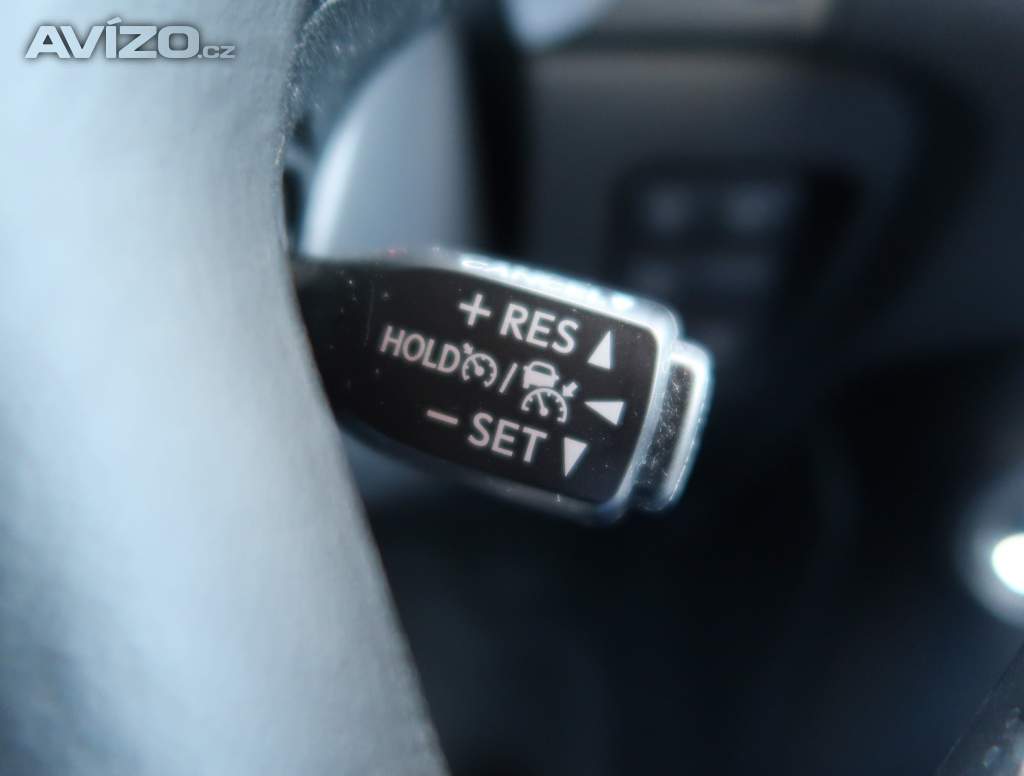 AVÍZO.cz
+ RES ▲
HOLD /
− SET ▼